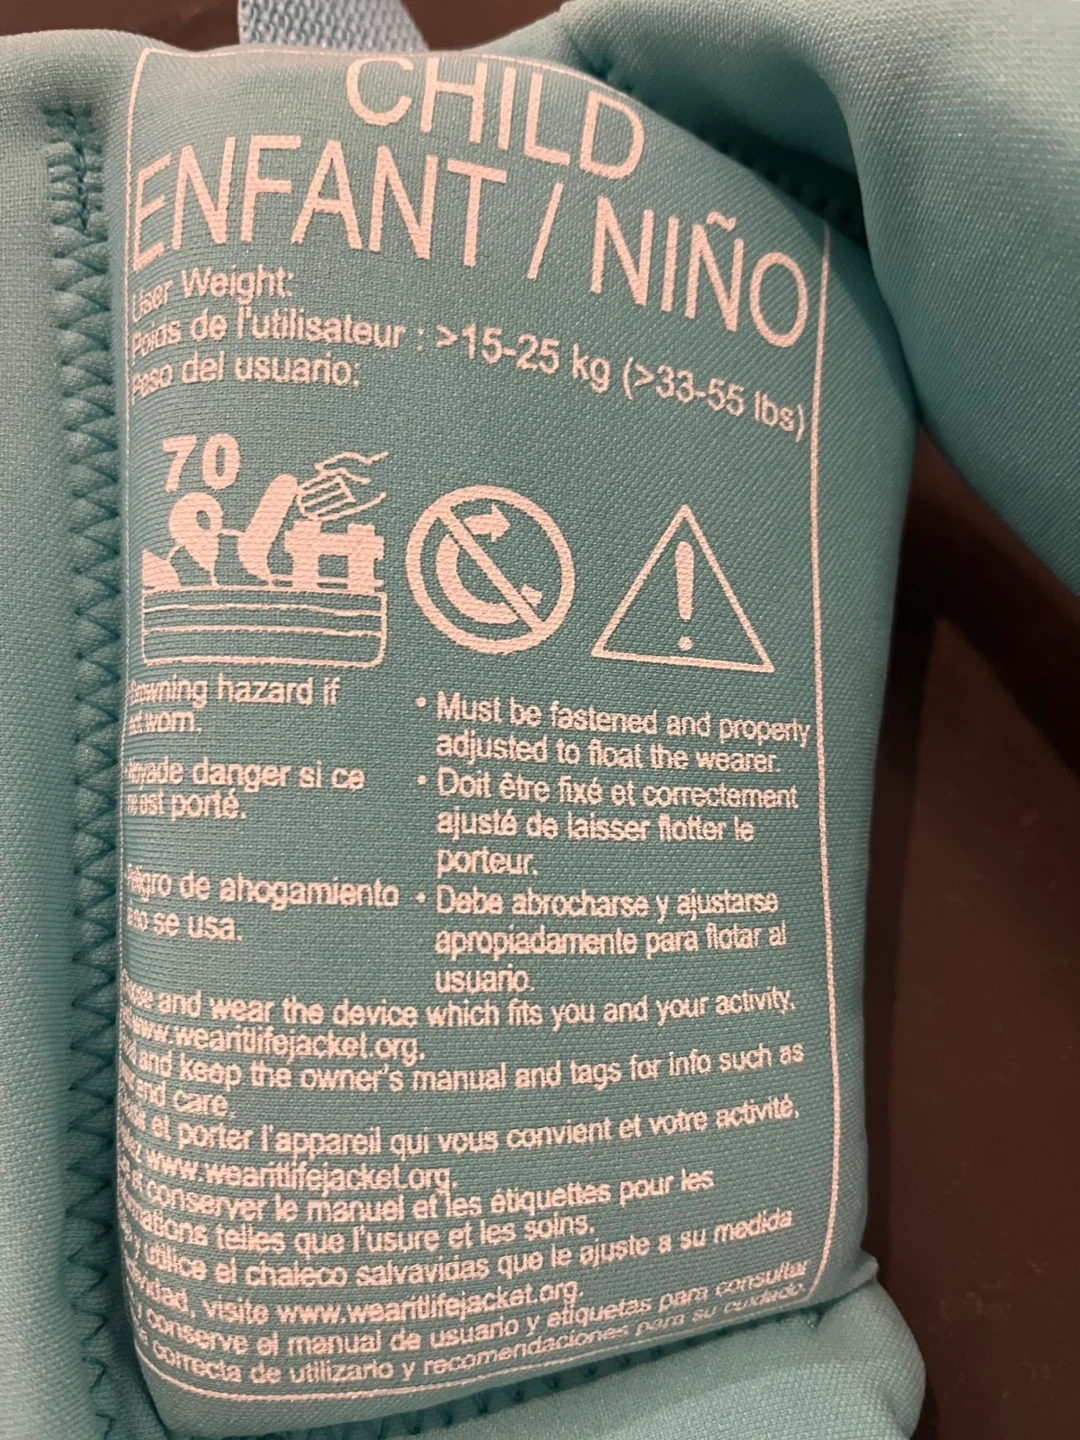 CHILD
ENFANT / NIÑO
User Weight:
Poids de l'utilisateur : >15-25 kg (>33-55 lbs)
Peso del usuario:
70
hazard if
worn.
danger si ce
est porté.
de ahogamiento
no se usa.
• Must be fastened and properly
adjusted to float the wearer.
• Doit être fixé et correctement
ajusté de laisser flotter le
porteur.
• Debe abrocharse y ajustarse
apropiadamente para flotar al
usuario.
and wear the device which fits you and your activity,
www.wearitlifejacket.org.
and keep the owner's manual and tags for info such as
and care.
et porter l'appareil qui vous convient et votre activité,
www.wearitlifejacket.org.
et conserver le manuel et les étiquettes pour les
telles que l'usure et les soins.
y utilice el chaleco salvavidas que le ajuste a su medida
visite www.wearitlifejacket.org.
conserve el manual de usuario y etiquetas para consultar
correcta de utilizarlo y recomendaciones para su cuidado.